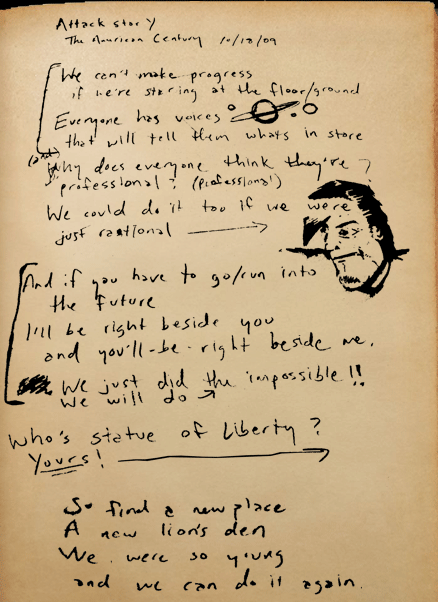 Attack story
The American Century 10/18/09
We can't make progress
if we're staring at the floor/ground
Everyone has voices
that will tell them whats in store
Why does everyone think they're
professional? (professional)
We could do it too if we were
just rational
And if you have to go/run into
the future
I'll be right beside you
and you'll be right beside me.
We just did the impossible!!
We will do
Who's statue of Liberty?
Yours!
So find a new place
A new lion's den
We were so young
and we can do it again.